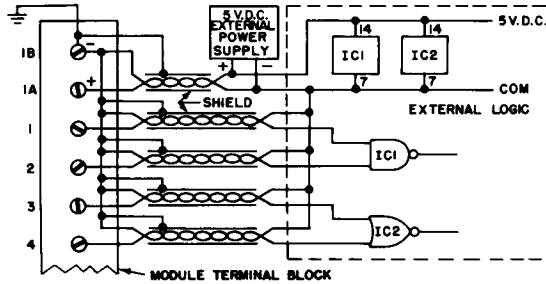 5 V.D.C.
EXTERNAL
POWER
SUPPLY
+ -
14 14
5 V.D.C.
IC1 IC2
7 7
COM
EXTERNAL LOGIC
1B -
1A +
SHIELD
1
IC1
2
3
IC2
4
MODULE TERMINAL BLOCK